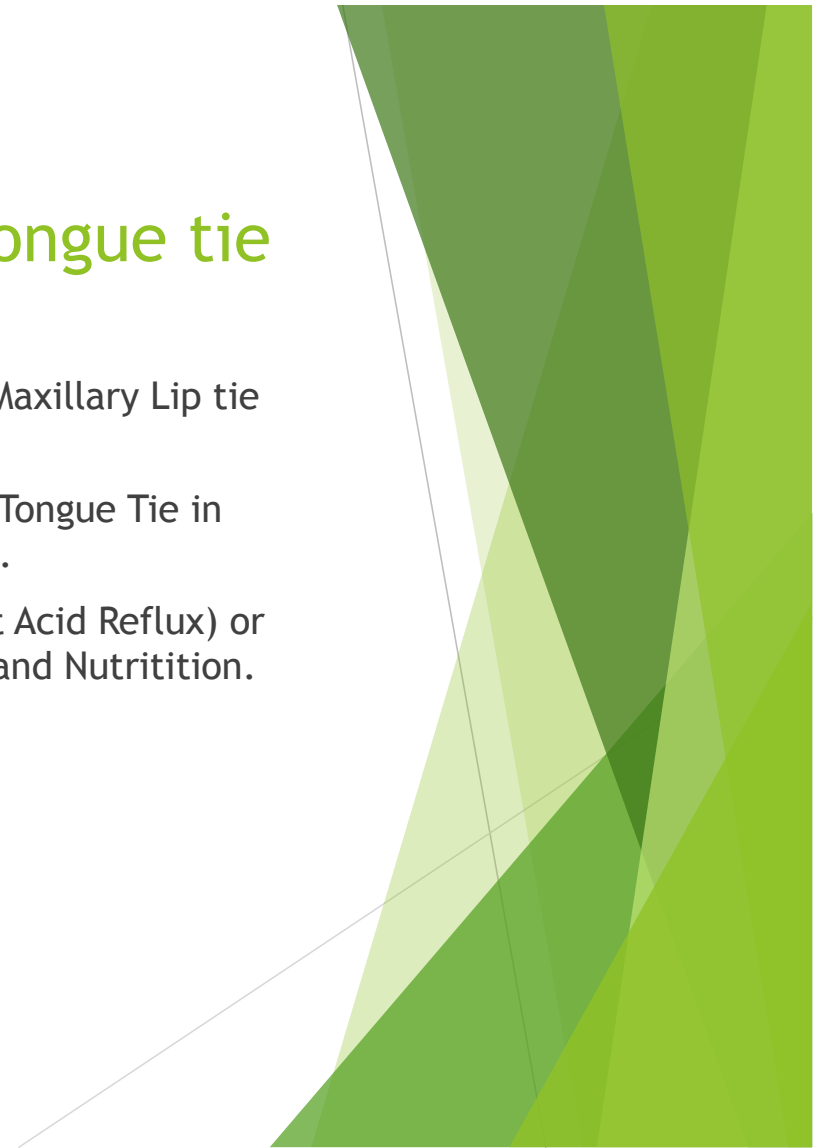 ongue tie
Maxillary Lip tie
Tongue Tie in
.
Acid Reflux) or
and Nutritition.